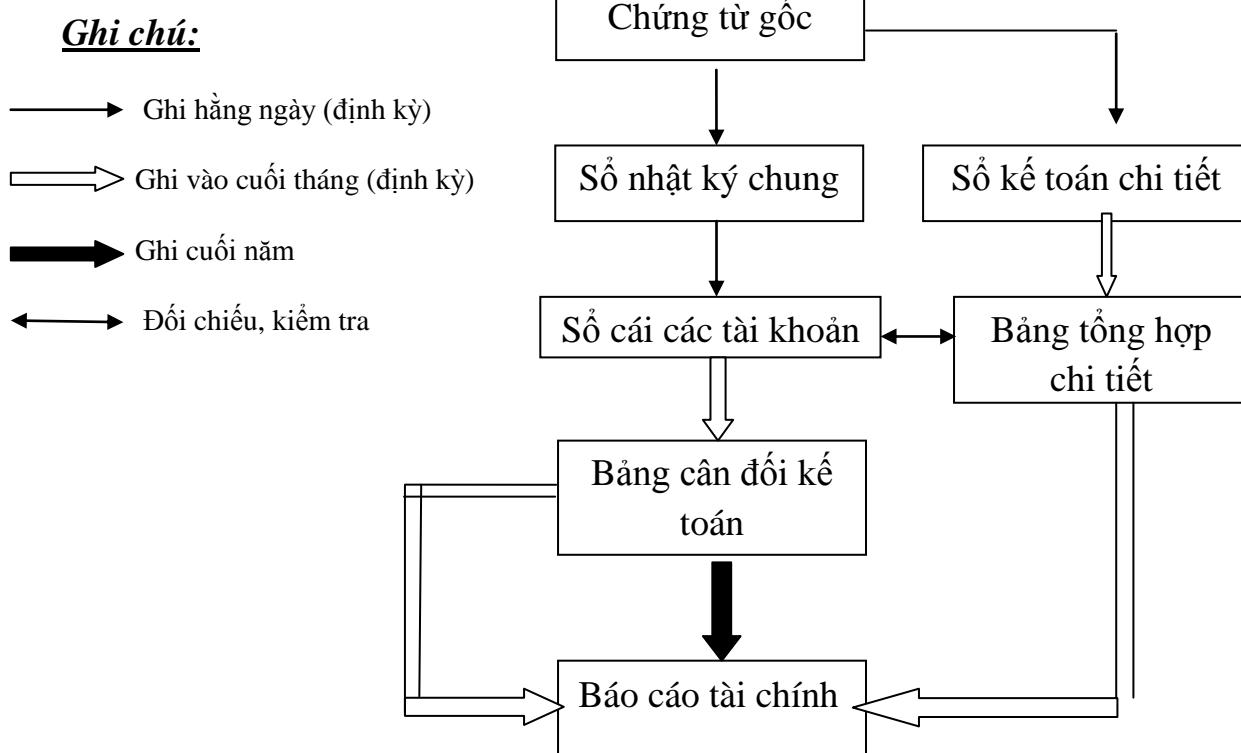 Ghi chú:
Ghi hằng ngày (định kỳ)
Ghi vào cuối tháng (định kỳ)
Ghi cuối năm
Đối chiếu, kiểm tra
Chứng từ gốc
Sổ nhật ký chung
Sổ kế toán chi tiết
Sổ cái các tài khoản
Bảng tổng hợp
chi tiết
Bảng cân đối kế
toán
Báo cáo tài chính